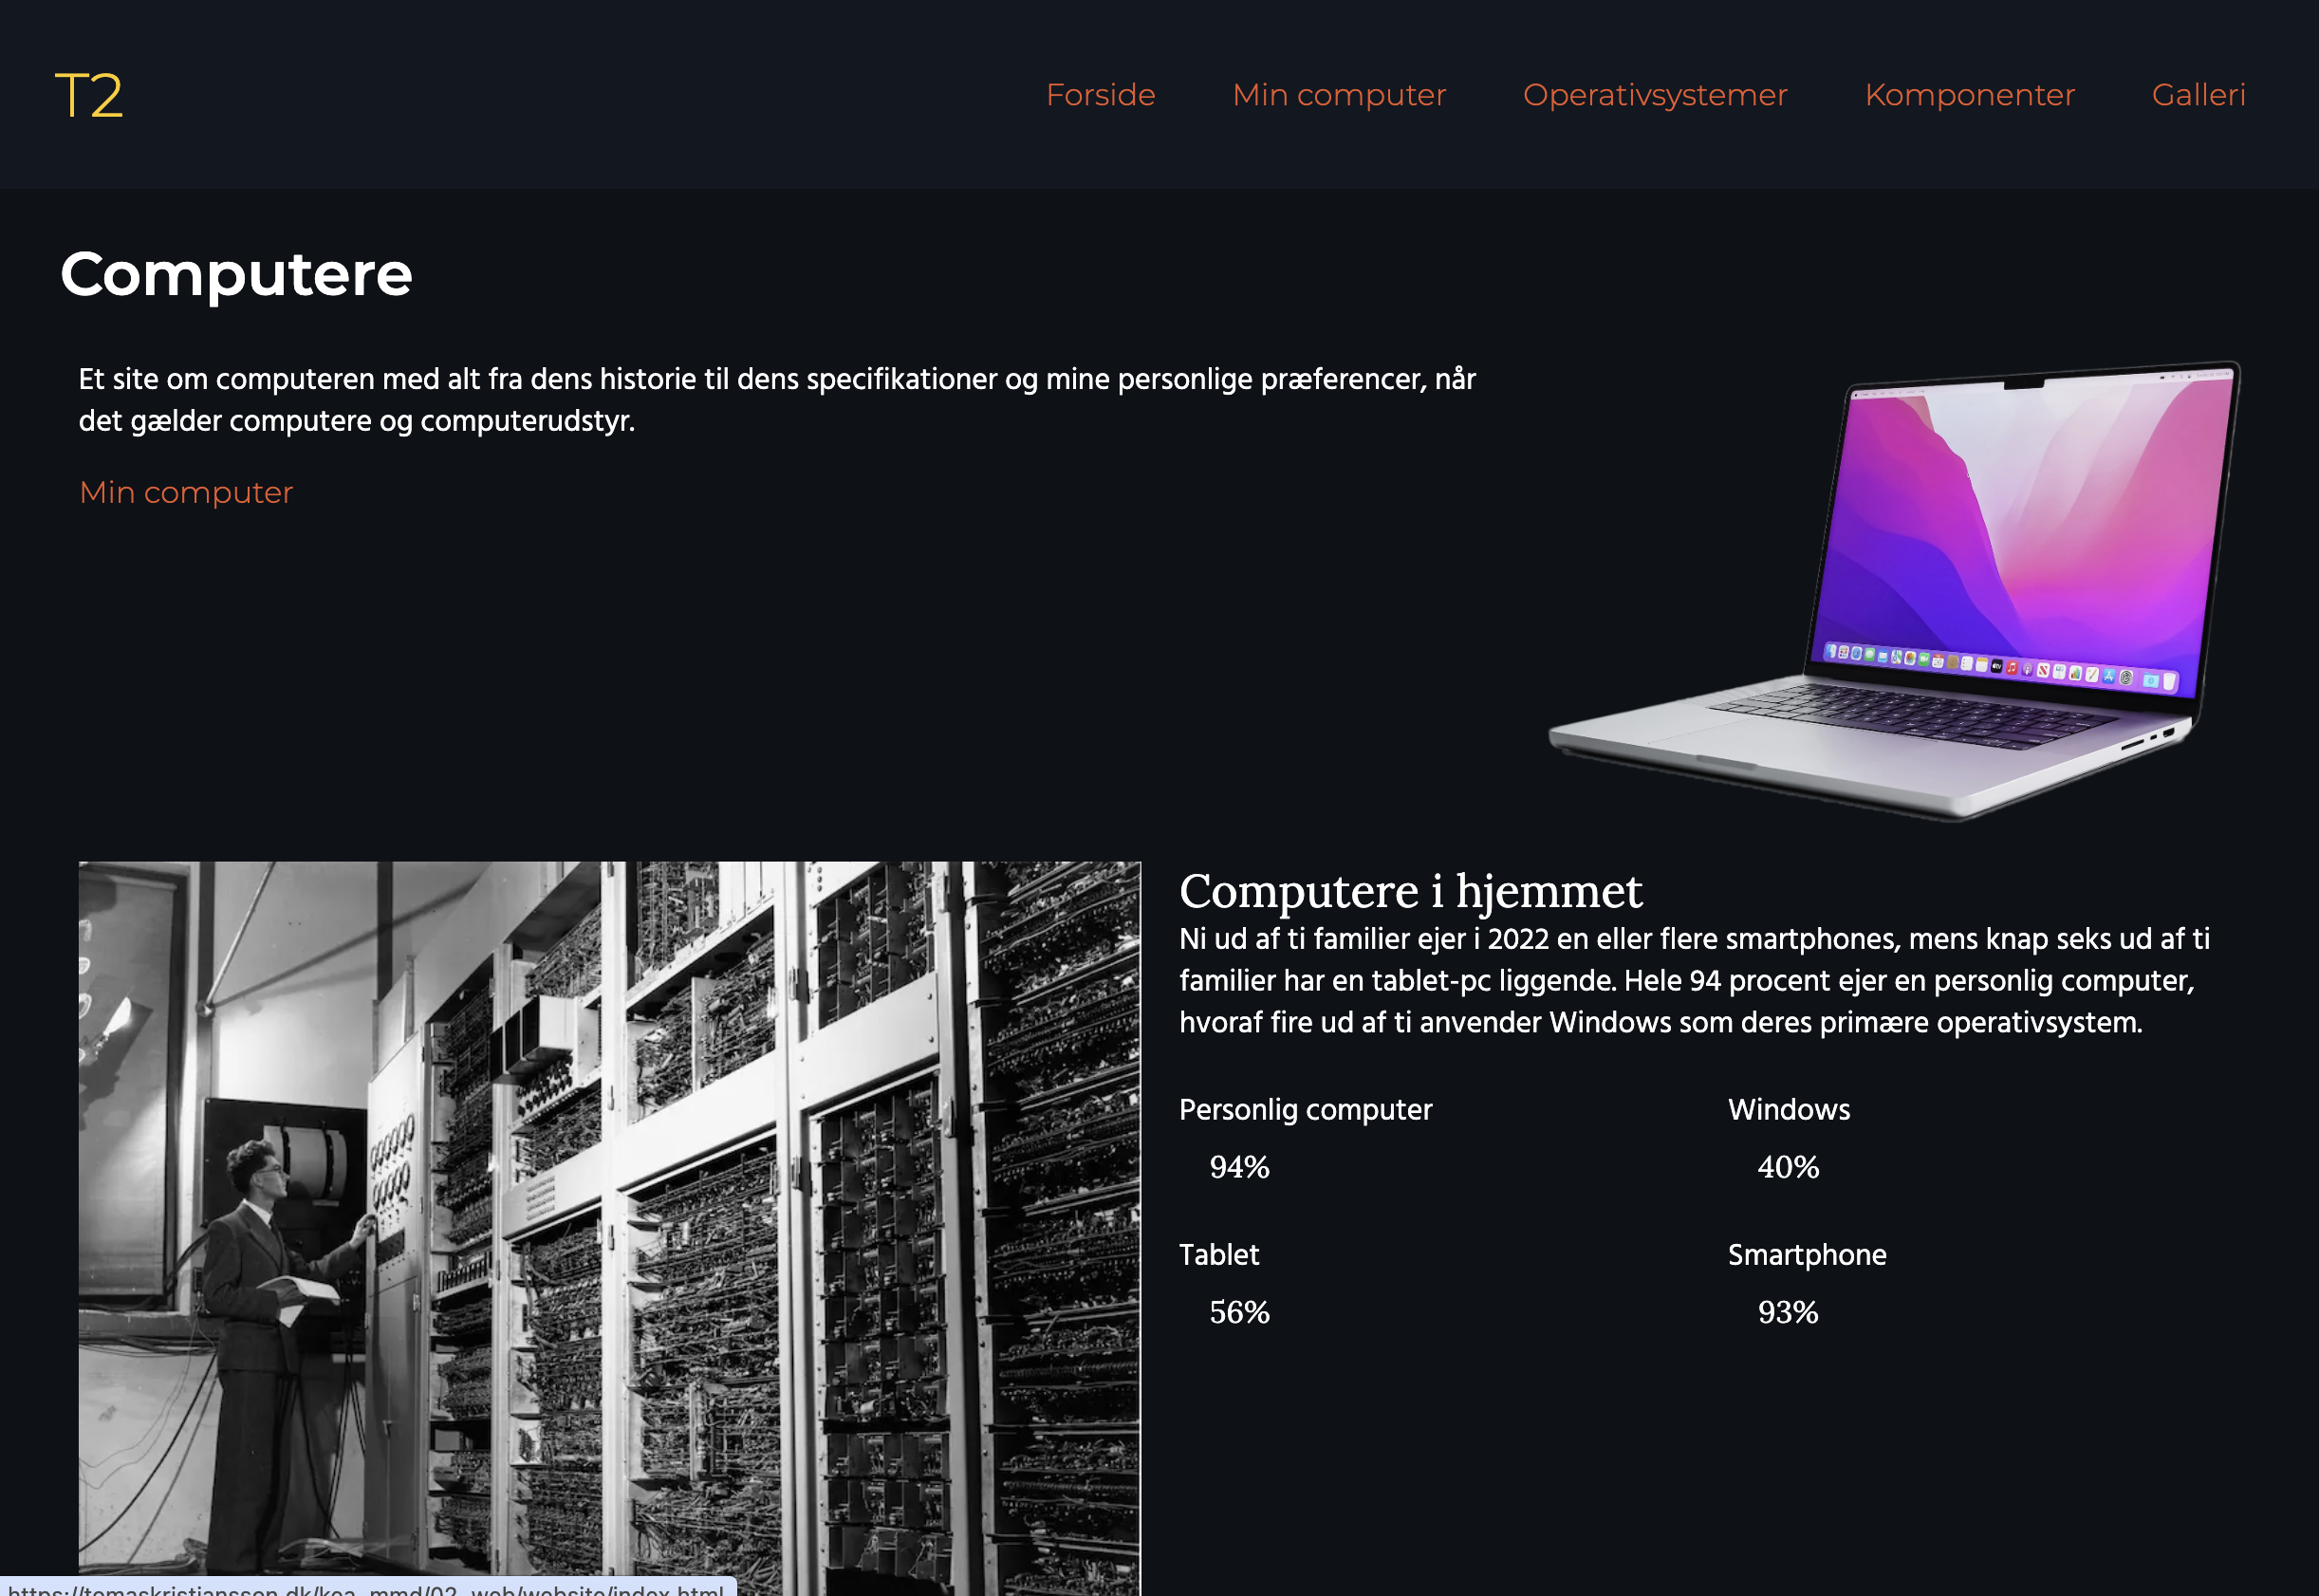 T2
Forside
Min computer
Operativsystemer
Komponenter
Galleri
Computere
Et site om computeren med alt fra dens historie til dens specifikationer og mine personlige præferencer, når
det gælder computere og computerudstyr.
Min computer
Computere i hjemmet
Ni ud af ti familier ejer i 2022 en eller flere smartphones, mens knap seks ud af ti
familier har en tablet-pc liggende. Hele 94 procent ejer en personlig computer,
hvoraf fire ud af ti anvender Windows som deres primære operativsystem.
Personlig computer
94%
Windows
40%
Tablet
56%
Smartphone
93%
https://tomaskristiansson.dk/kea_mmd/02_web/website/index.html